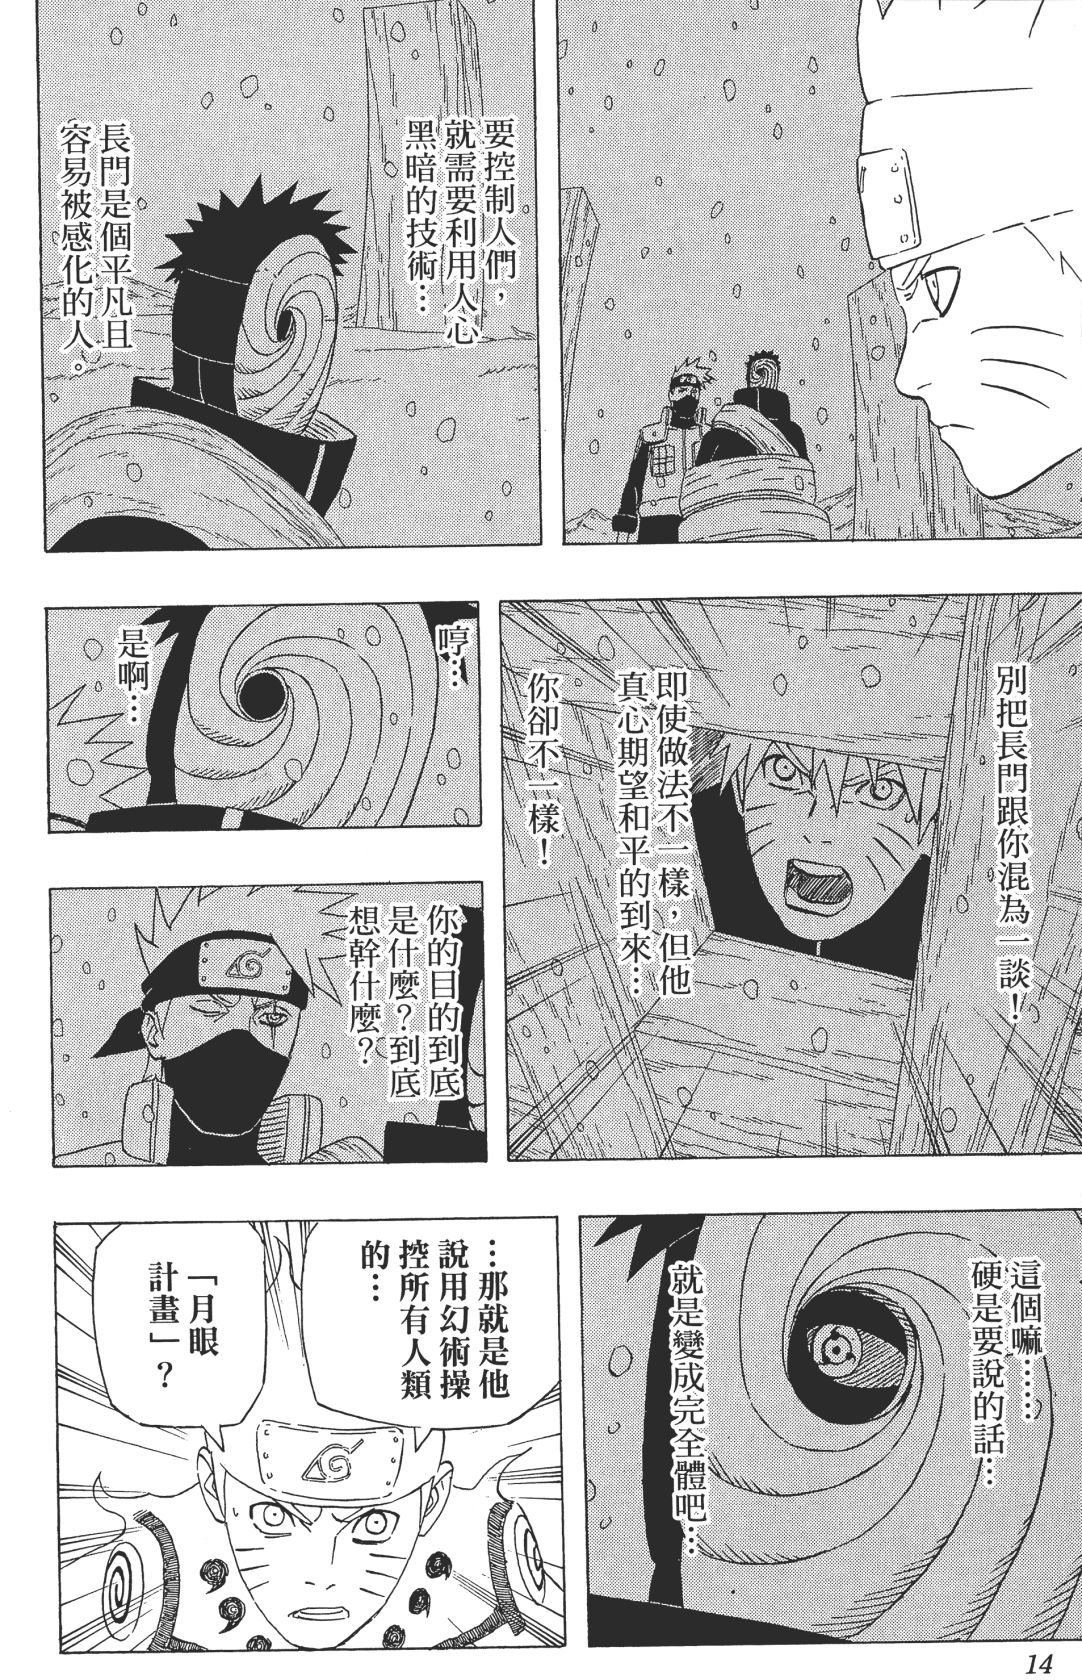 要控制人們，
就需要利用人心
黑暗的技術…
長門是個平凡且
容易被感化的人。
別把長門跟你混為一談！
即使做法不一樣，但他
真心期望和平的到來…
你卻不一樣！
哼…
是啊…
你的目的到底
是什麼？到底
想幹什麼？
這個嘛……
硬是要說的話…
就是變成完全體吧…
…那就是他
說用幻術操
控所有人類
的…
「月眼
計畫」？
14